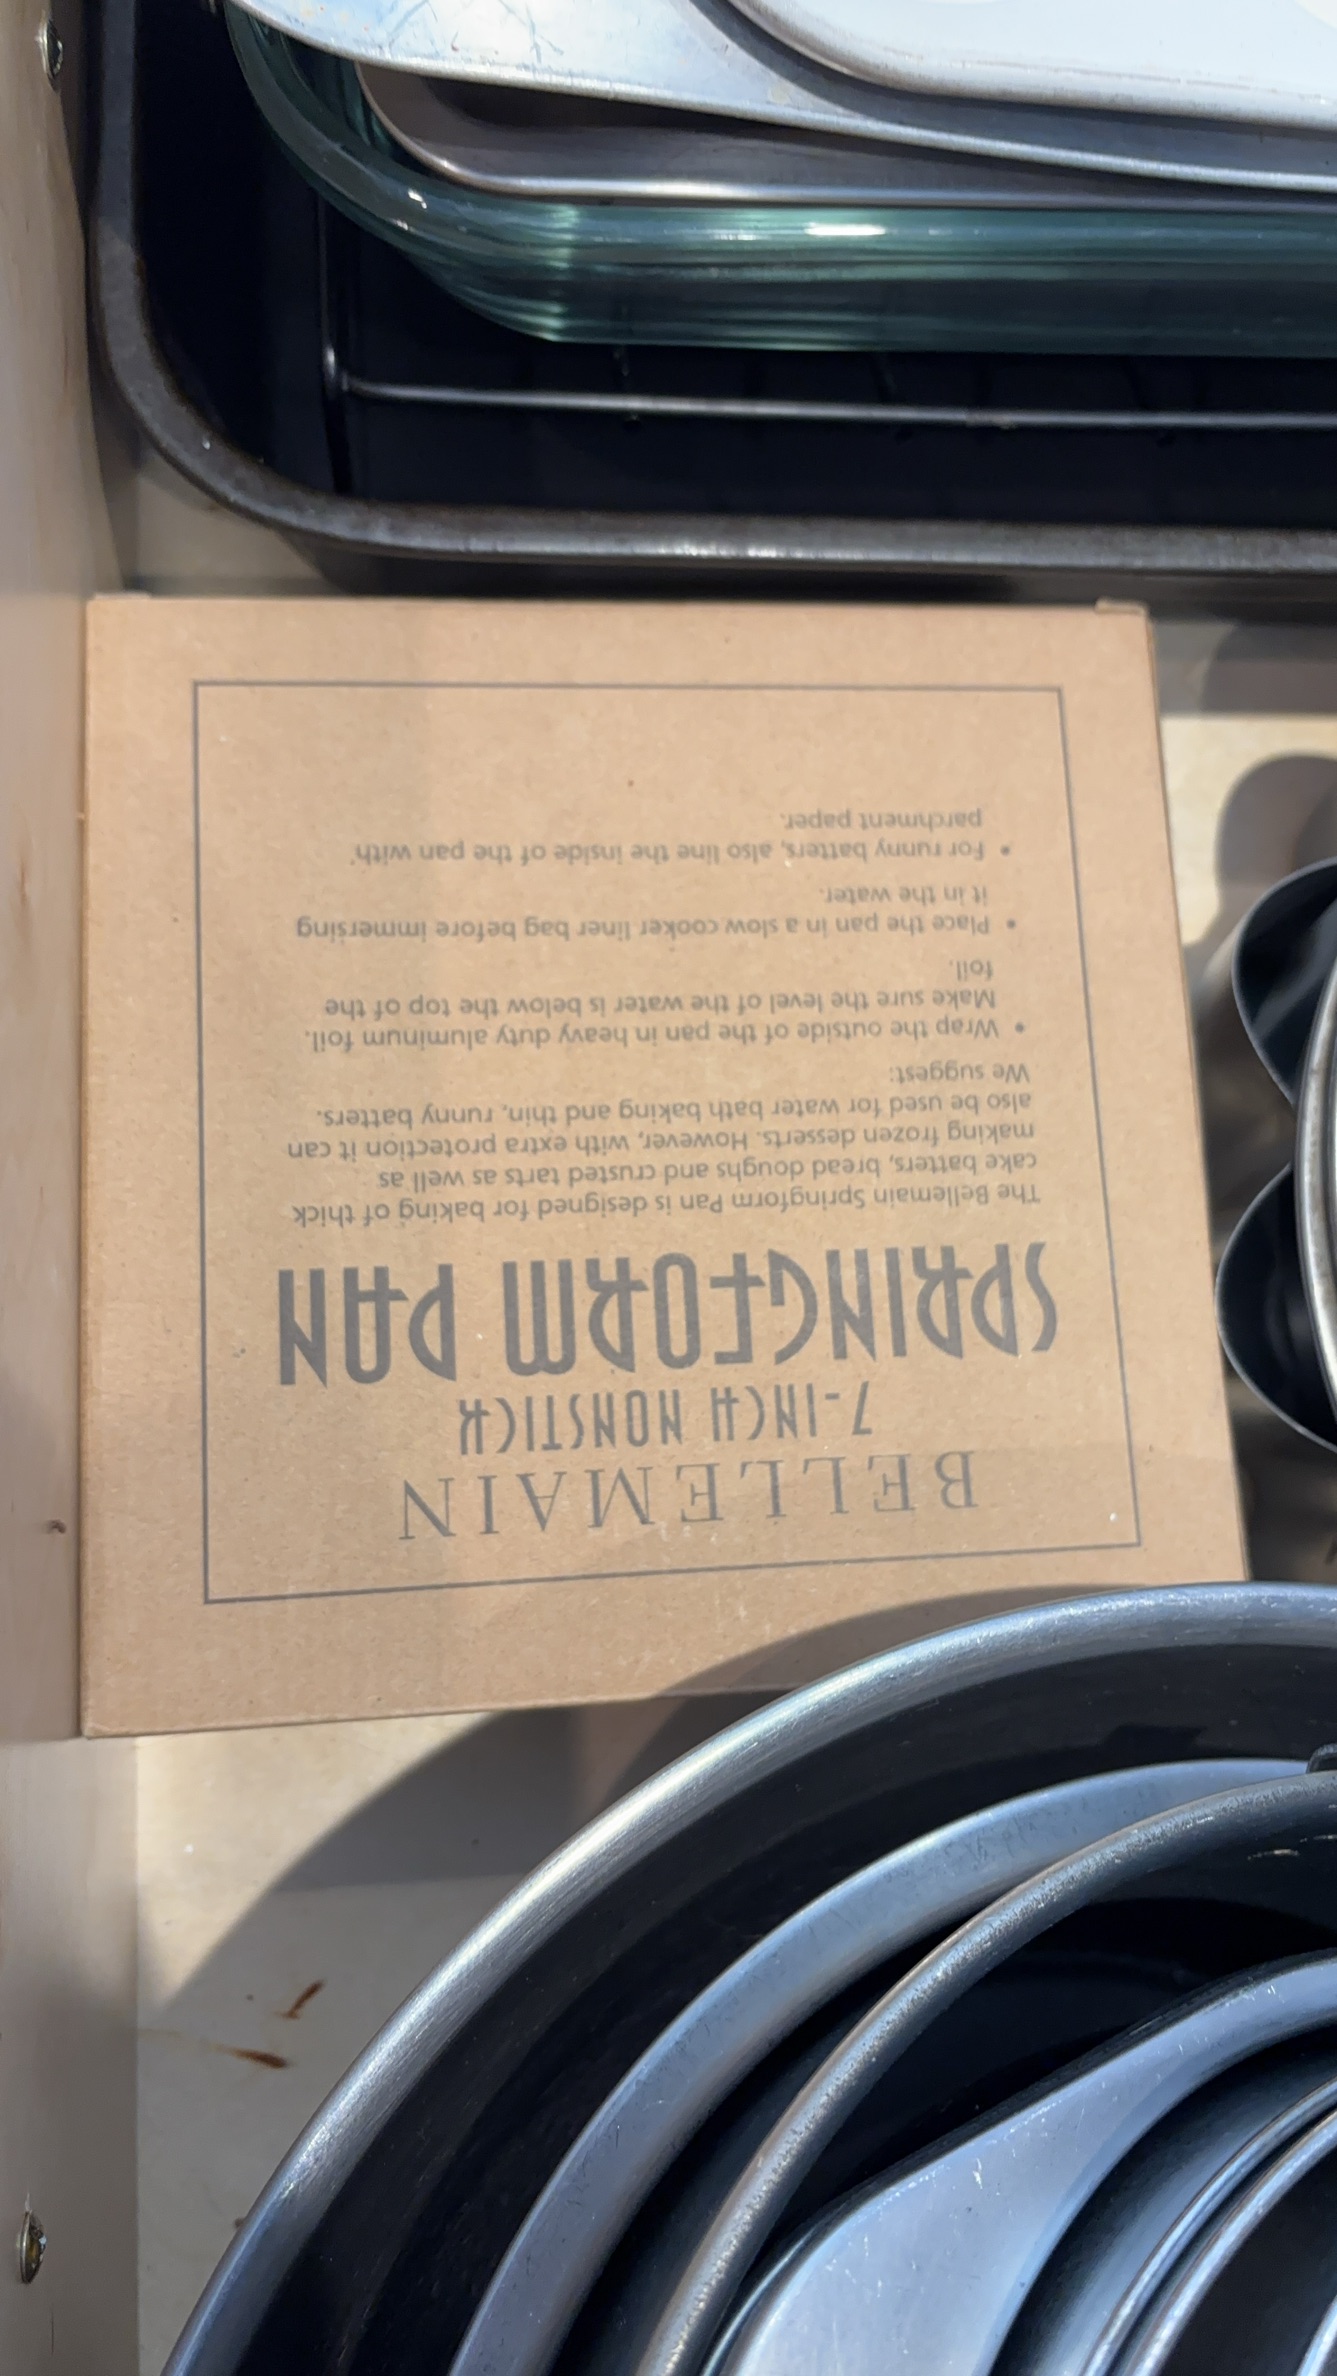 BELLEMAIN
7-INCH NONSTICK
SPRINGFORM PAN
The Bellemain Springform Pan is designed for baking of thick
cake batters, bread doughs and crusted tarts as well as
making frozen desserts. However, with extra protection it can
also be used for water bath baking and thin, runny batters.
We suggest:
• Wrap the outside of the pan in heavy duty aluminum foil.
Make sure the level of the water is below the top of the
foil.
• Place the pan in a slow cooker liner bag before immersing
it in the water.
• For runny batters, also line the inside of the pan with
parchment paper.